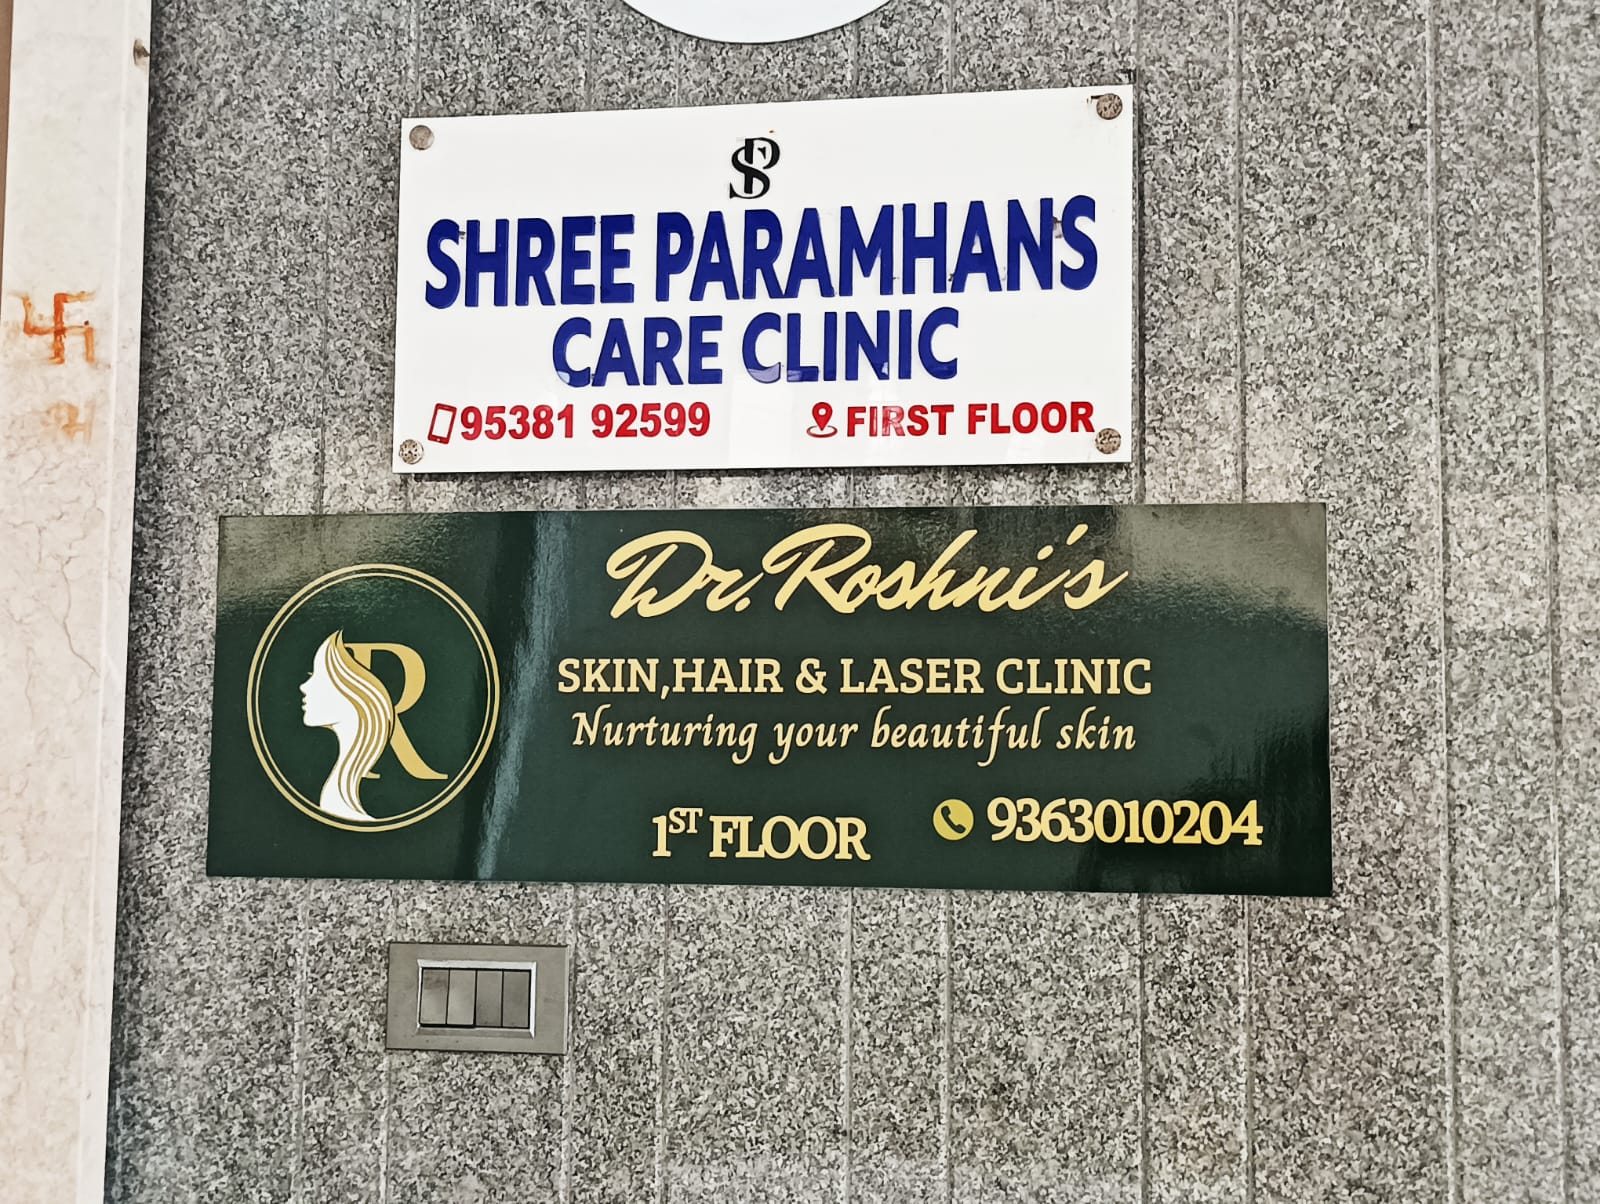 SP
SHREE PARAMHANS
CARE CLINIC
95381 92599 FIRST FLOOR
Dr. Roshni's
R
SKIN,HAIR & LASER CLINIC
Nurturing your beautiful skin
1ST FLOOR 9363010204